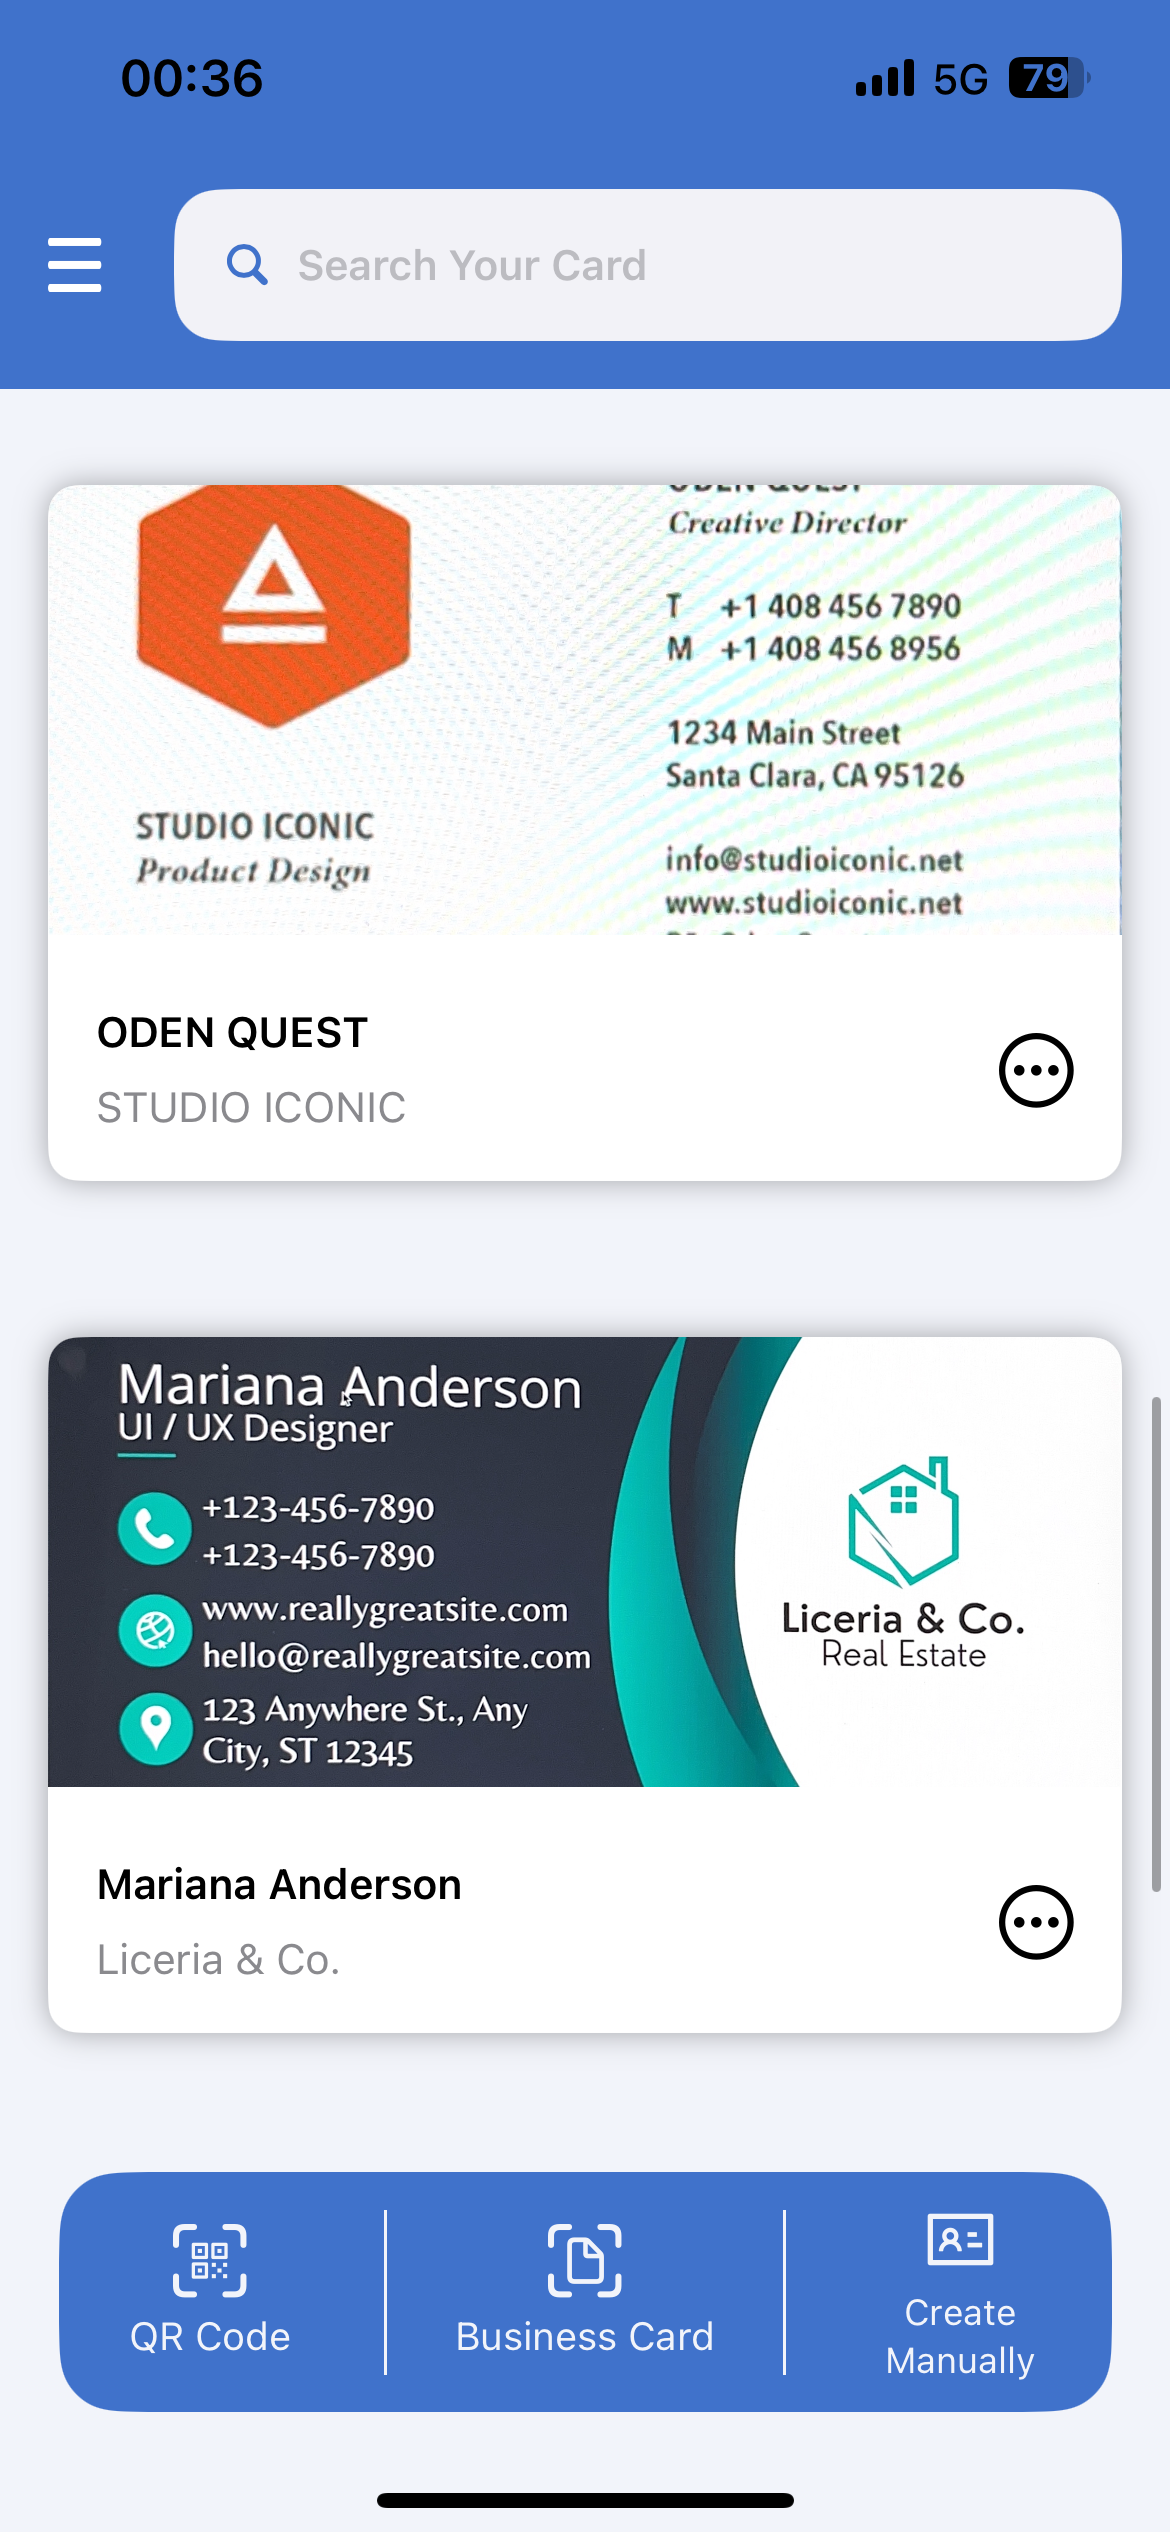 00:36
5G
79
Search Your Card
ODEN QUEST
Creative Director
T +1 408 456 7890
M +1 408 456 8956
1234 Main Street
Santa Clara, CA 95126
info@studioiconic.net
www.studioiconic.net
STUDIO ICONIC
Product Design
ODEN QUEST
STUDIO ICONIC
Mariana Anderson
UI / UX Designer
+123-456-7890
+123-456-7890
www.reallygreatsite.com
hello@reallygreatsite.com
123 Anywhere St., Any
City, ST 12345
Liceria & Co.
Real Estate
Mariana Anderson
Liceria & Co.
QR Code
Business Card
Create
Manually